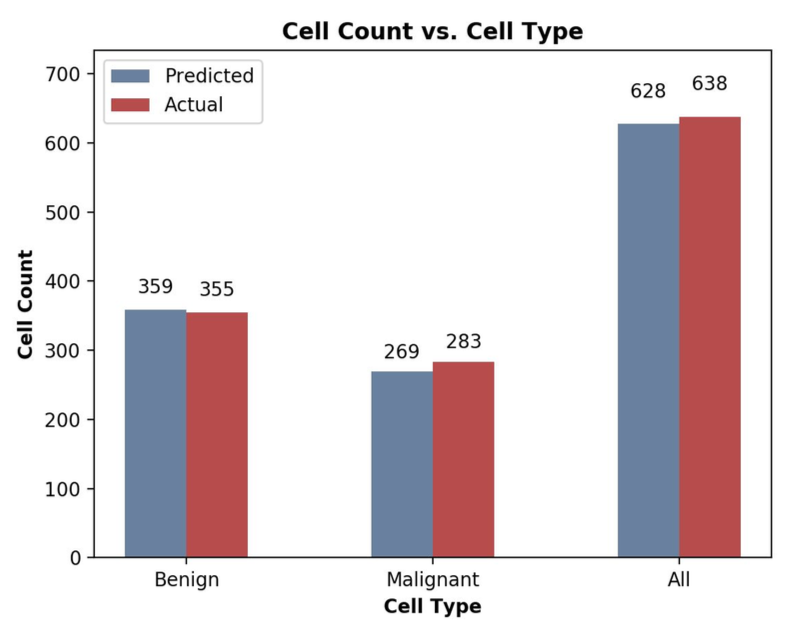 Cell Count vs. Cell Type
Predicted
Actual
Cell Count
700
600
500
400
300
200
100
0
359
355
269
283
628
638
Benign
Malignant
All
Cell Type